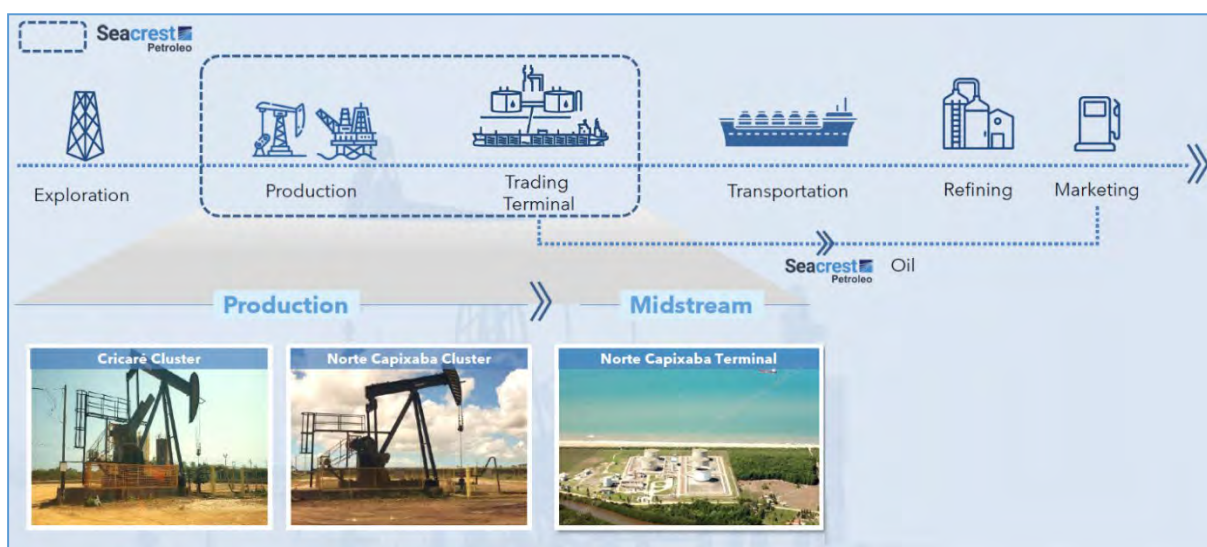 Seacrest
Petroleo
Exploration
Production
Trading
Terminal
Transportation
Refining
Marketing
Seacrest
Petroleo
Oil
Production
Midstream
Cricaré Cluster
Norte Capixaba Cluster
Norte Capixaba Terminal